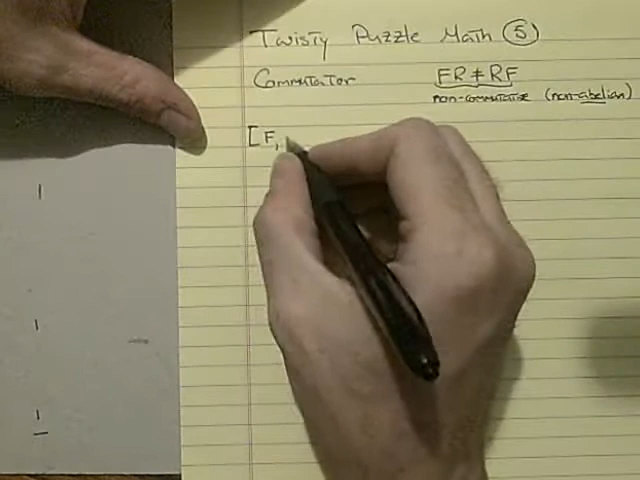 Twisty Puzzle Math 5
Commutator FR ≠ RF
non-commutative (non-abelian)
[F,